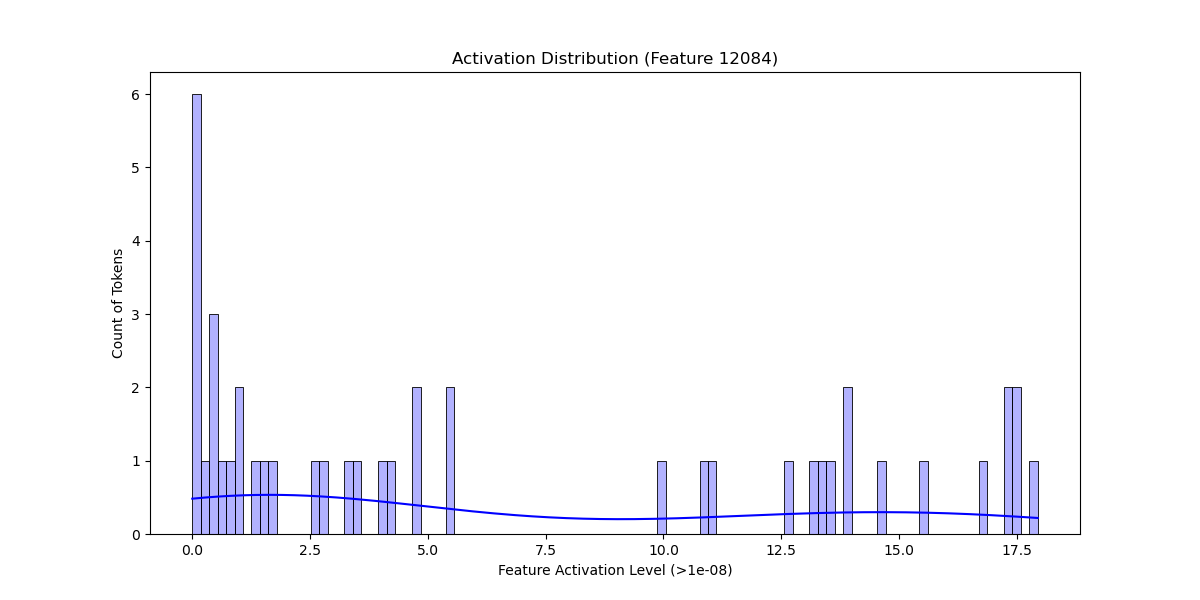 Activation Distribution (Feature 12084)
Count of Tokens
6
5
4
3
2
1
0
0.0 2.5 5.0 7.5 10.0 12.5 15.0 17.5
Feature Activation Level (>1e-08)